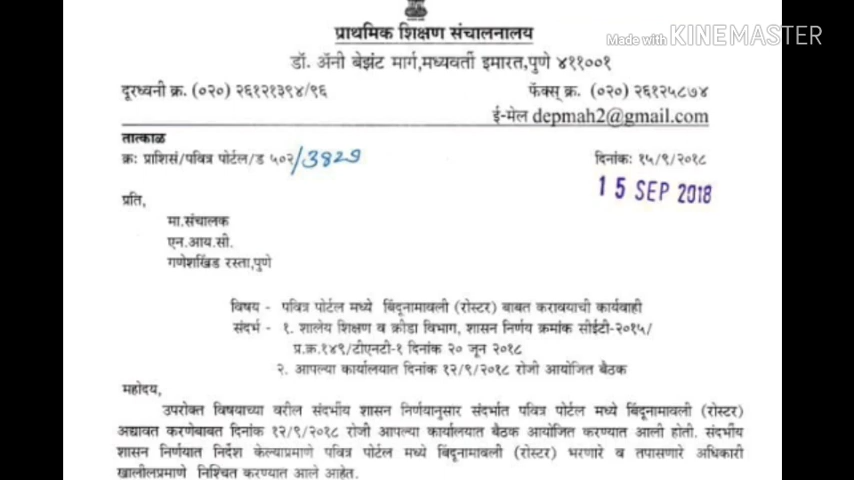 Made with KINEMASTER
प्राथमिक शिक्षण संचालनालय
डॉ. ॲनी बेझंट मार्ग,मध्यवर्ती इमारत,पुणे ४११००१
दूरध्वनी क्र. (०२०) २६१२१३९४/९६ फॅक्स् क्र. (०२०) २६१२५८७४
ई-मेल depmah2@gmail.com
तात्काळ
क्रः प्राशिसं/पवित्र पोर्टल/ड ५०२/3829 दिनांकः १५/९/२०१८
15 SEP 2018
प्रति,
मा.संचालक
एन.आय.सी.
गणेशखिंड रस्ता,पुणे
विषय - पवित्र पोर्टल मध्ये बिंदूनामावली (रोस्टर) बाबत करावयाची कार्यवाही
संदर्भ - १. शालेय शिक्षण व क्रीडा विभाग, शासन निर्णय क्रमांक सीईटी-२०१५/
प्र.क्र.१४९/टीएनटी-१ दिनांक २० जून २०१८
२. आपल्या कार्यालयात दिनांक १२/९/२०१८ रोजी आयोजित बैठक
महोदय,
उपरोक्त विषयाच्या वरील संदर्भीय शासन निर्णयानुसार संदर्भात पवित्र पोर्टल मध्ये बिंदूनामावली (रोस्टर)
अद्यावत करणेबाबत दिनांक १२/९/२०१८ रोजी आपल्या कार्यालयात बैठक आयोजित करण्यात आली होती. संदर्भीय
शासन निर्णयात निर्देश केल्याप्रमाणे पवित्र पोर्टल मध्ये बिंदूनामावली (रोस्टर) भरणारे व तपासणारे अधिकारी
खालीलप्रमाणे निश्चित करण्यात आले आहेत.